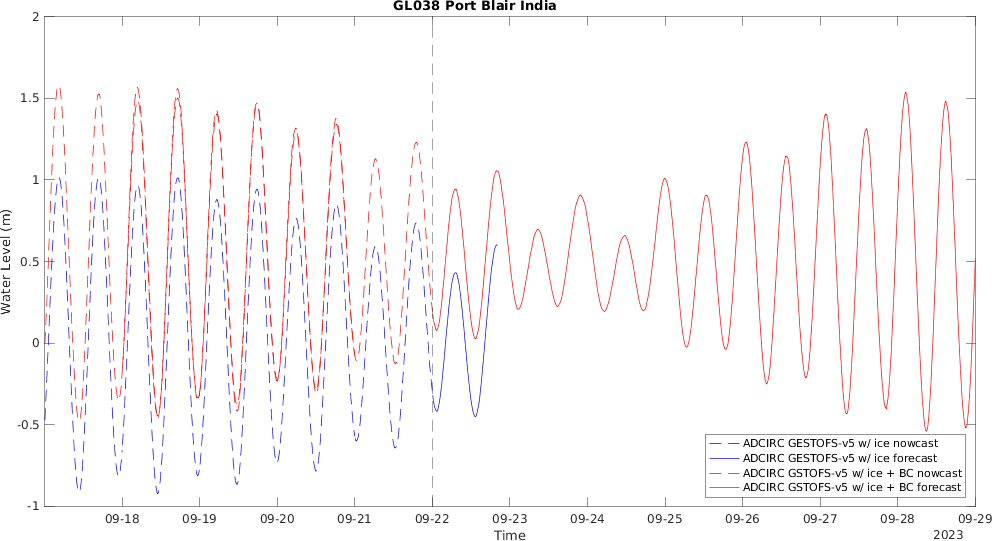 GL038 Port Blair India
2
1.5
1
0.5
0
-0.5
-1
Water Level (m)
ADCIRC GESTOFS-v5 w/ ice nowcast
ADCIRC GESTOFS-v5 w/ ice forecast
ADCIRC GSTOFS-v5 w/ ice + BC nowcast
ADCIRC GSTOFS-v5 w/ ice + BC forecast
09-18 09-19 09-20 09-21 09-22 09-23 09-24 09-25 09-26 09-27 09-28 09-29
Time
2023